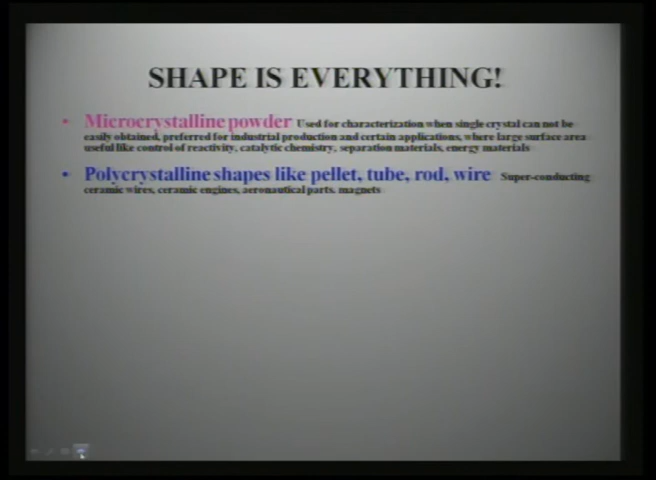 SHAPE IS EVERYTHING!
• Microcrystalline powder Used for characterization when single crystal can not be
easily obtained, preferred for industrial production and certain applications, where large surface area
useful like control of reactivity, catalytic chemistry, separation materials, energy materials
• Polycrystalline shapes like pellet, tube, rod, wire Super-conducting
ceramic wires, ceramic engines, aeronautical parts. magnets